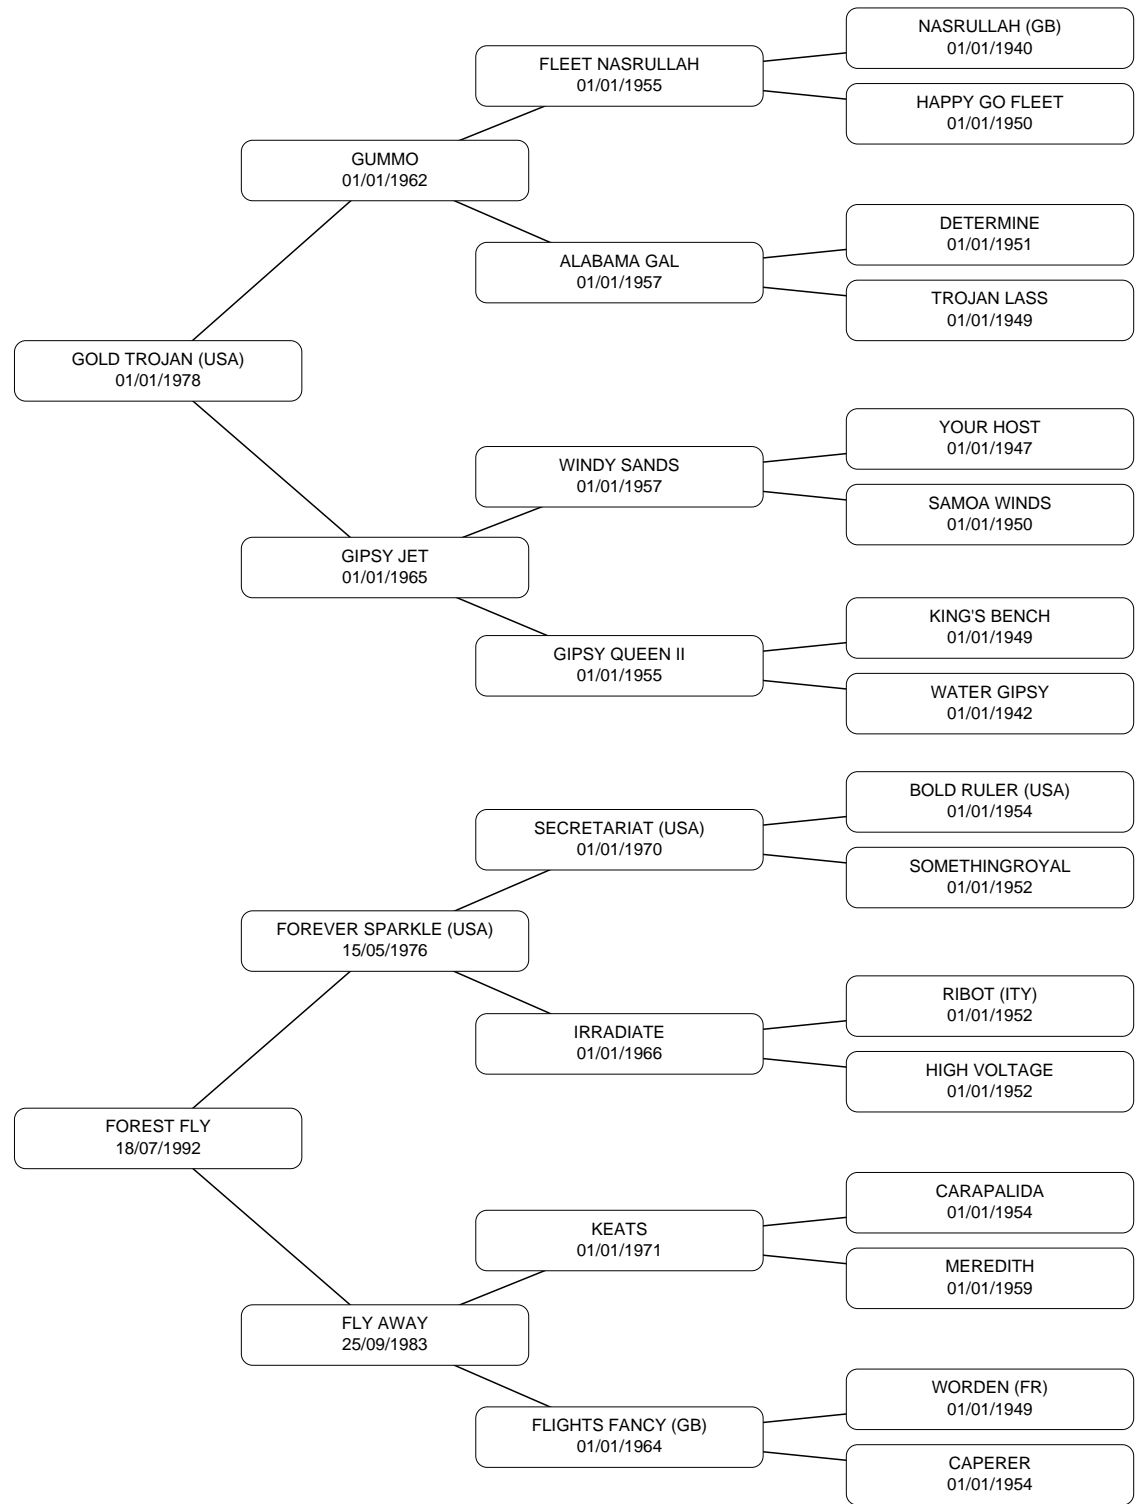 NASRULLAH (GB)
01/01/1940
FLEET NASRULLAH
01/01/1955
HAPPY GO FLEET
01/01/1950
GUMMO
01/01/1962
DETERMINE
01/01/1951
ALABAMA GAL
01/01/1957
TROJAN LASS
01/01/1949
GOLD TROJAN (USA)
01/01/1978
YOUR HOST
01/01/1947
WINDY SANDS
01/01/1957
SAMOA WINDS
01/01/1950
GIPSY JET
01/01/1965
KING'S BENCH
01/01/1949
GIPSY QUEEN II
01/01/1955
WATER GIPSY
01/01/1942
BOLD RULER (USA)
01/01/1954
SECRETARIAT (USA)
01/01/1970
SOMETHINGROYAL
01/01/1952
FOREVER SPARKLE (USA)
15/05/1976
RIBOT (ITY)
01/01/1952
IRRADIATE
01/01/1966
HIGH VOLTAGE
01/01/1952
FOREST FLY
18/07/1992
CARAPALIDA
01/01/1954
KEATS
01/01/1971
MEREDITH
01/01/1959
FLY AWAY
25/09/1983
WORDEN (FR)
01/01/1949
FLIGHTS FANCY (GB)
01/01/1964
CAPERER
01/01/1954